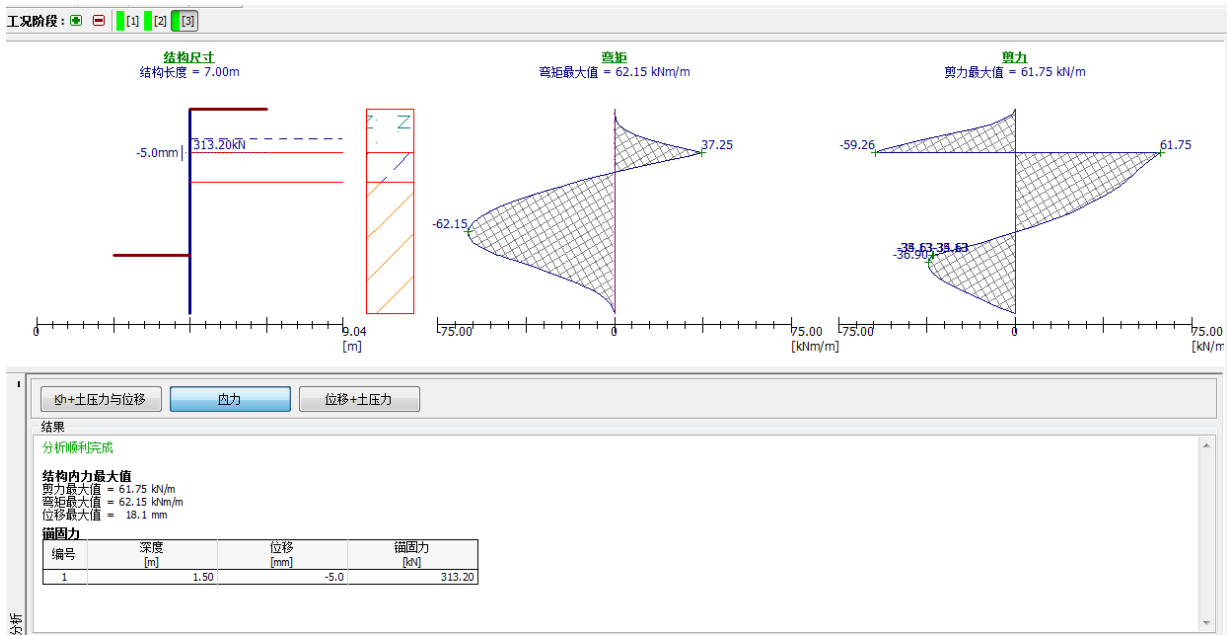 工况阶段： [1] [2] [3]
结构尺寸
结构长度 = 7.00m
弯矩
弯矩最大值 = 62.15 kNm/m
剪力
剪力最大值 = 61.75 kN/m
-5.0mm
313.20kN
37.25
-62.15
-59.26
61.75
-36.90
0
9.04
[m]
-75.00
0
75.00
[kNm/m]
-75.00
0
75.00
[kN/m
Kh+土压力与位移
内力
位移+土压力
结果
分析顺利完成
结构内力最大值
剪力最大值 = 61.75 kN/m
弯矩最大值 = 62.15 kNm/m
位移最大值 = 18.1 mm
锚固力
编号 深度 位移 锚固力
[m] [mm] [kN]
1 1.50 -5.0 313.20
分析